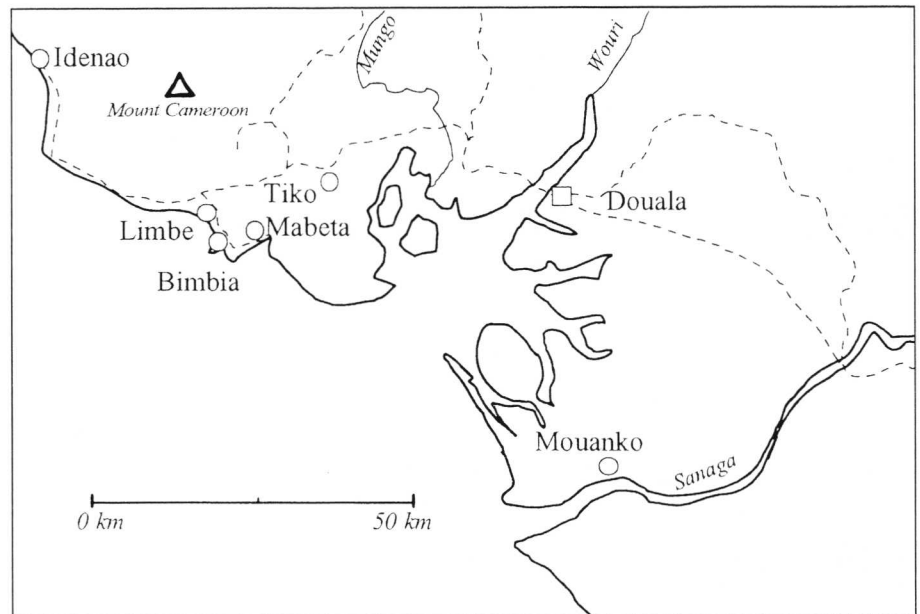 Mungo
Wouri
Idenao
Mount Cameroon
Tiko
Douala
Limbe
Mabeta
Bimbia
Mouanko
Sanaga
0 km
50 km